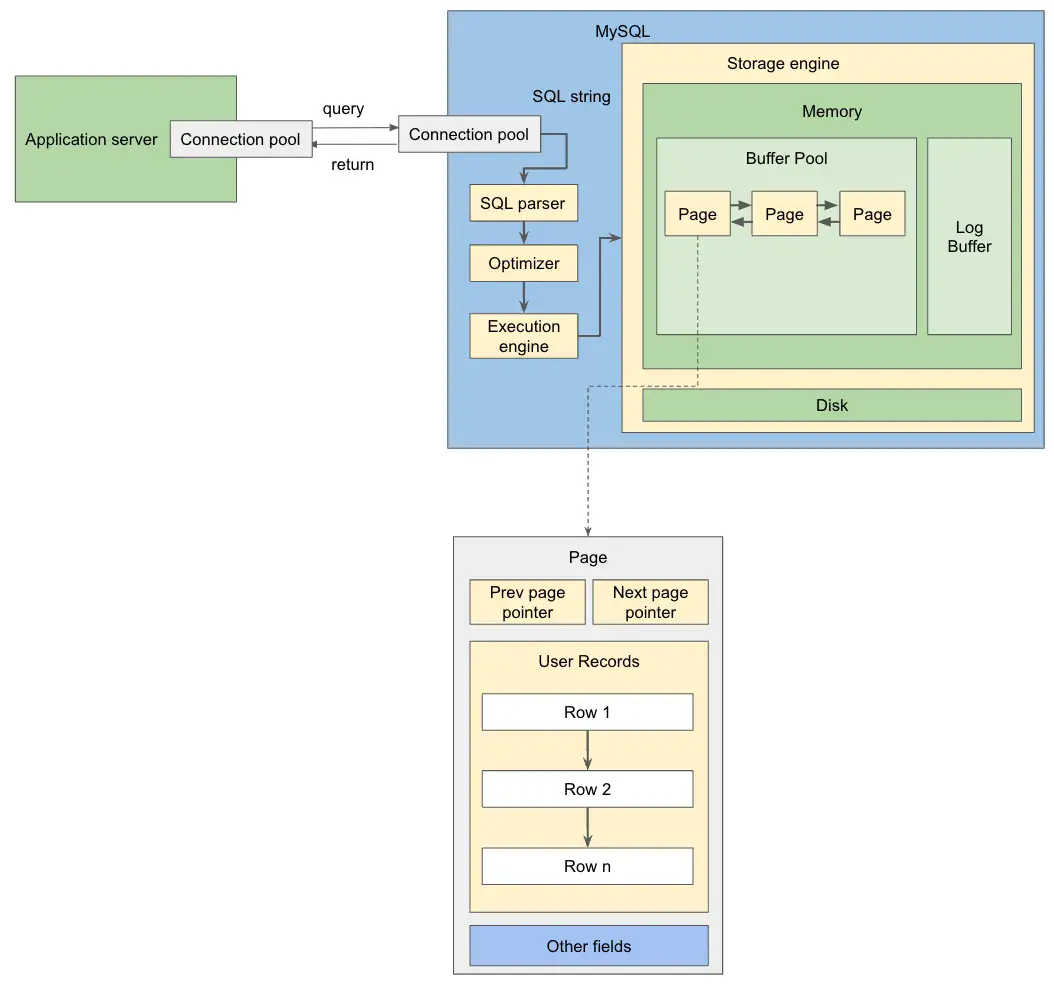 MySQL
Storage engine
SQL string
Memory
Application server
Connection pool
query
return
Connection pool
Buffer Pool
SQL parser
Page
Page
Page
Log
Buffer
Optimizer
Execution
engine
Disk
Page
Prev page
pointer
Next page
pointer
User Records
Row 1
Row 2
Row n
Other fields